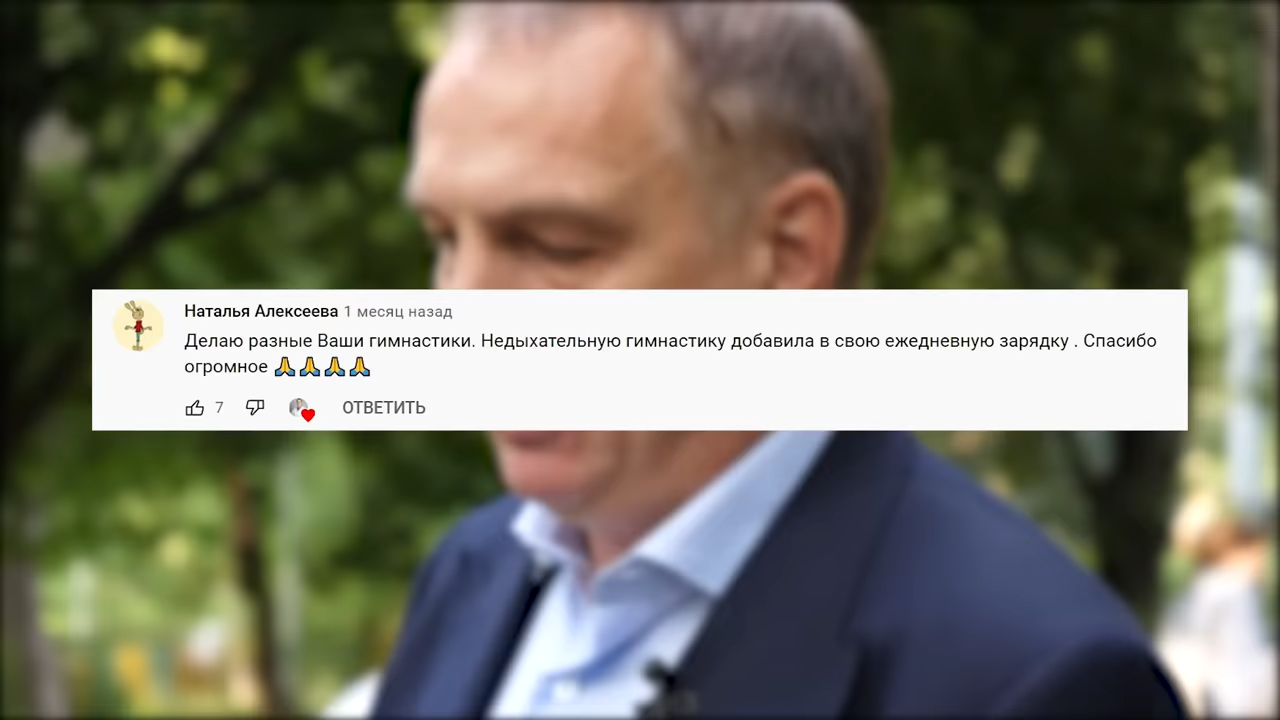 Наталья Алексеева 1 месяц назад
Делаю разные Ваши гимнастики. Недыхательную гимнастику добавила в свою ежедневную зарядку . Спасибо
огромное 🙏🙏🙏🙏
7 ОТВЕТИТЬ